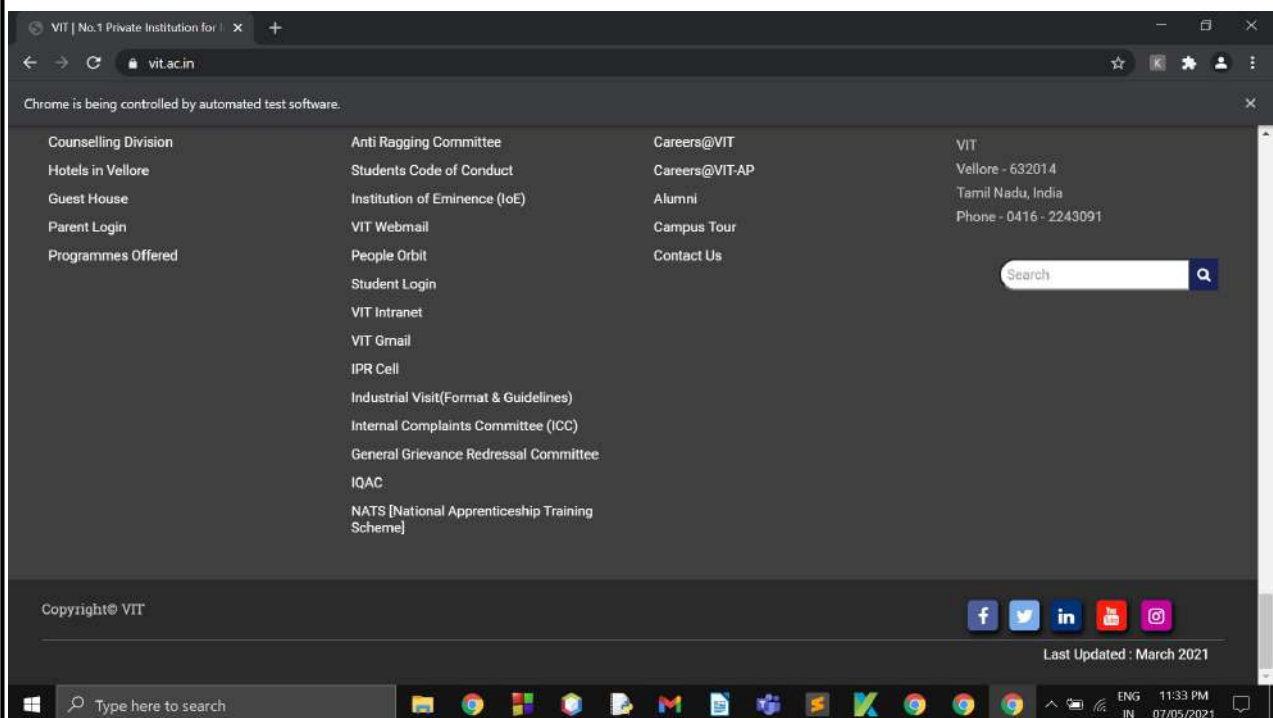 VIT | No.1 Private Institution for I
vit.ac.in
K
Chrome is being controlled by automated test software.
Counselling Division
Hotels in Vellore
Guest House
Parent Login
Programmes Offered
Anti Ragging Committee
Students Code of Conduct
Institution of Eminence (IoE)
VIT Webmail
People Orbit
Student Login
VIT Intranet
VIT Gmail
IPR Cell
Industrial Visit(Format & Guidelines)
Internal Complaints Committee (ICC)
General Grievance Redressal Committee
IQAC
NATS [National Apprenticeship Training
Scheme]
Careers@VIT
Careers@VIT-AP
Alumni
Campus Tour
Contact Us
VIT
Vellore - 632014
Tamil Nadu, India
Phone - 0416 - 2243091
Search
Copyright© VIT
f
in
You Tube
Last Updated : March 2021
Type here to search
ENG
IN
11:33 PM
07/05/2021